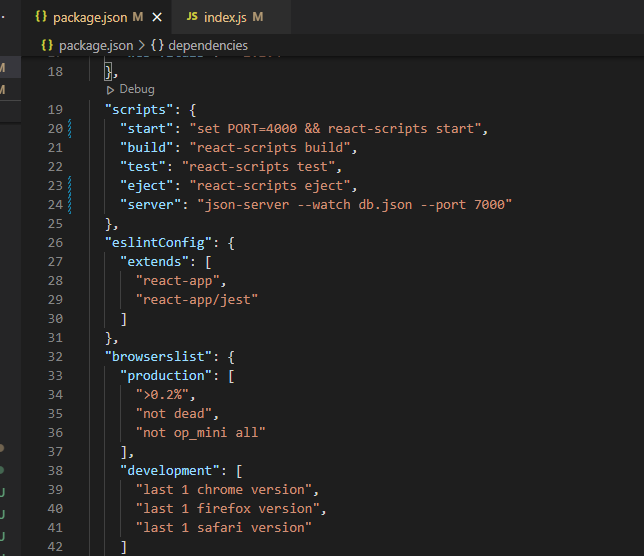 {} package.json M ×
JS index.js M
{} package.json > {} dependencies
18 },
Debug
19 "scripts": {
20 "start": "set PORT=4000 && react-scripts start",
21 "build": "react-scripts build",
22 "test": "react-scripts test",
23 "eject": "react-scripts eject",
24 "server": "json-server --watch db.json --port 7000"
25 },
26 "eslintConfig": {
27 "extends": [
28 "react-app",
29 "react-app/jest"
30 ]
31 },
32 "browserslist": {
33 "production": [
34 ">0.2%",
35 "not dead",
36 "not op_mini all"
37 ],
38 "development": [
39 "last 1 chrome version",
40 "last 1 firefox version",
41 "last 1 safari version"
42 ]